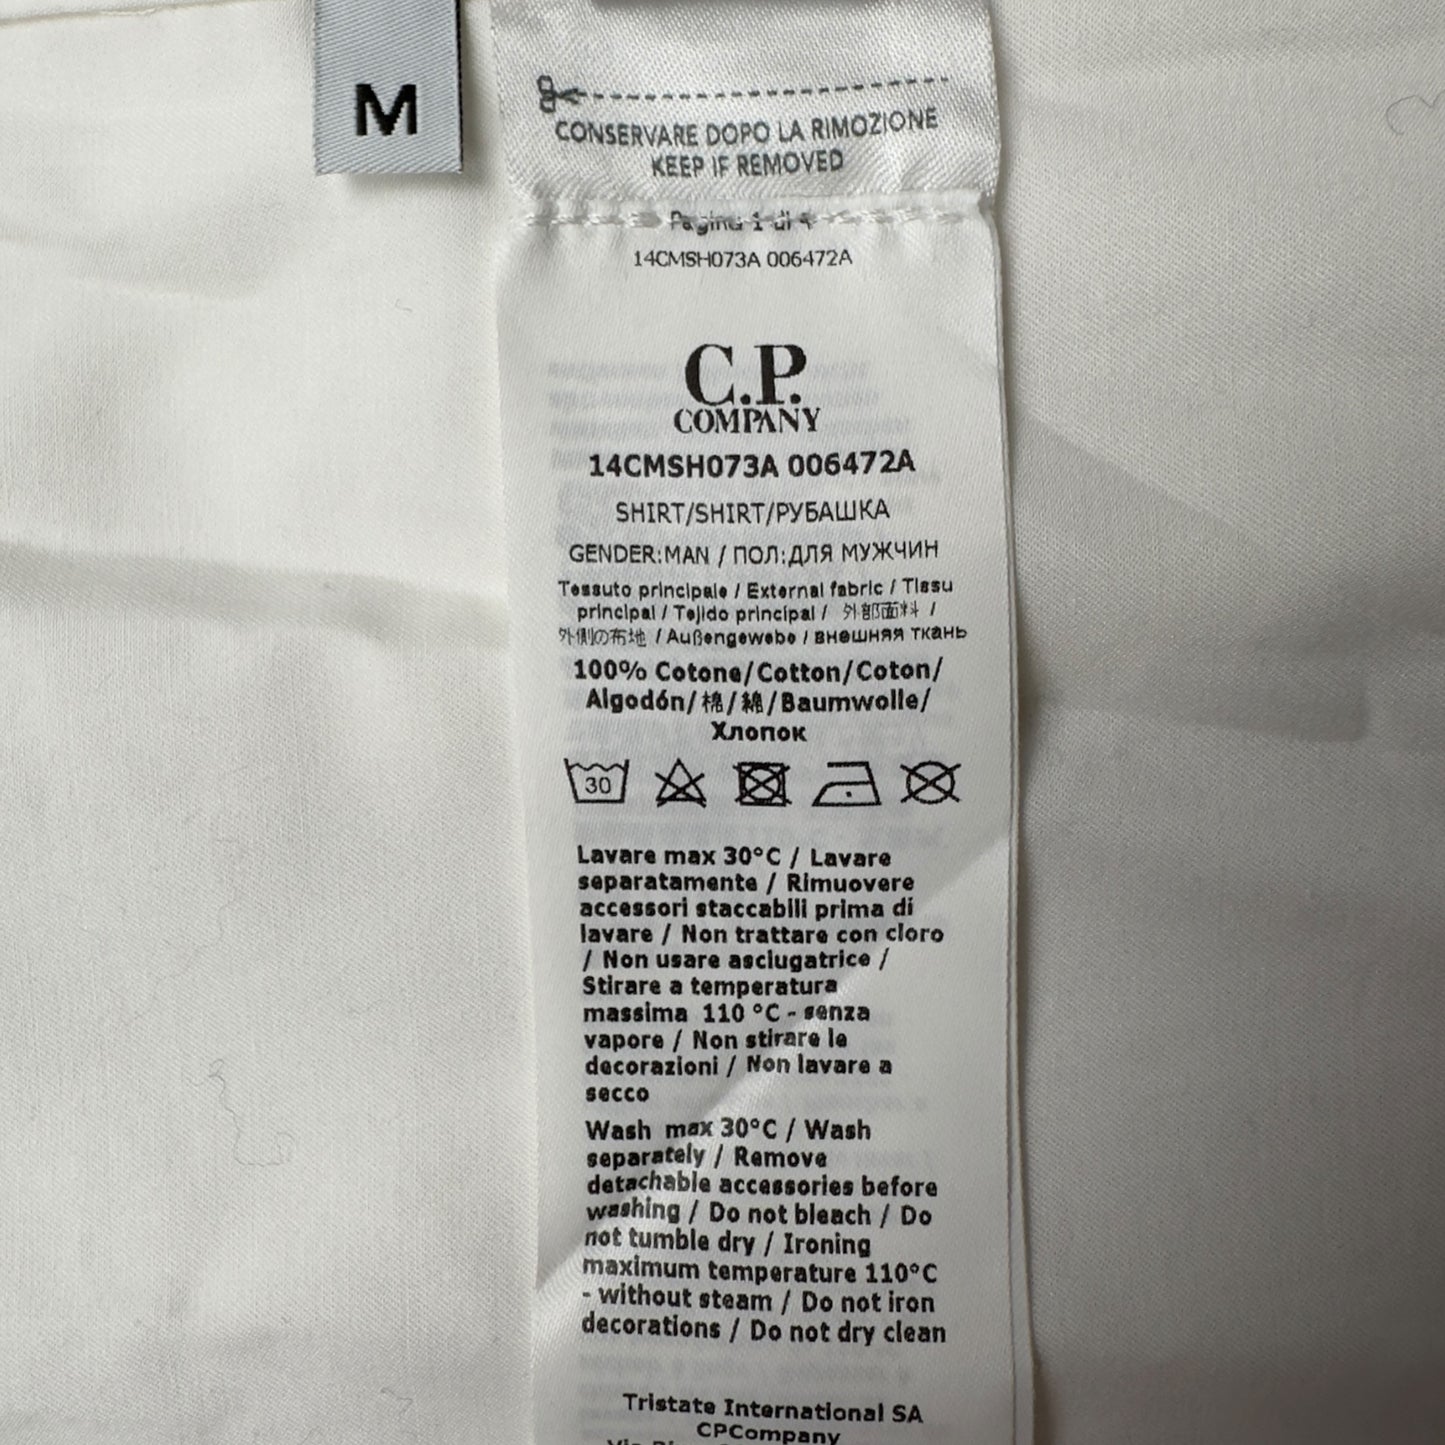 M
CONSERVARE DOPO LA RIMOZIONE
KEEP IF REMOVED
Pagina 1 di 4
14CMSH073A 006472A
C.P.
COMPANY
14CMSH073A 006472A
SHIRT/SHIRT/РУБАШКА
GENDER:MAN / ПОЛ:ДЛЯ МУЖЧИН
Tessuto principale / External fabric / Tissu
principal / Tejido principal / 外部面料 /
外側の布地 / Außengewebe / внешняя ткань
100% Cotone/Cotton/Coton/
Algodón/棉/綿/Baumwolle/
Хлопок
30
Lavare max 30°C / Lavare
separatamente / Rimuovere
accessori staccabili prima di
lavare / Non trattare con cloro
/ Non usare asciugatrice /
Stirare a temperatura
massima 110 °C - senza
vapore / Non stirare le
decorazioni / Non lavare a
secco
Wash max 30°C / Wash
separately / Remove
detachable accessories before
washing / Do not bleach / Do
not tumble dry / Ironing
maximum temperature 110°C
- without steam / Do not iron
decorations / Do not dry clean
Tristate International SA
CPCompany